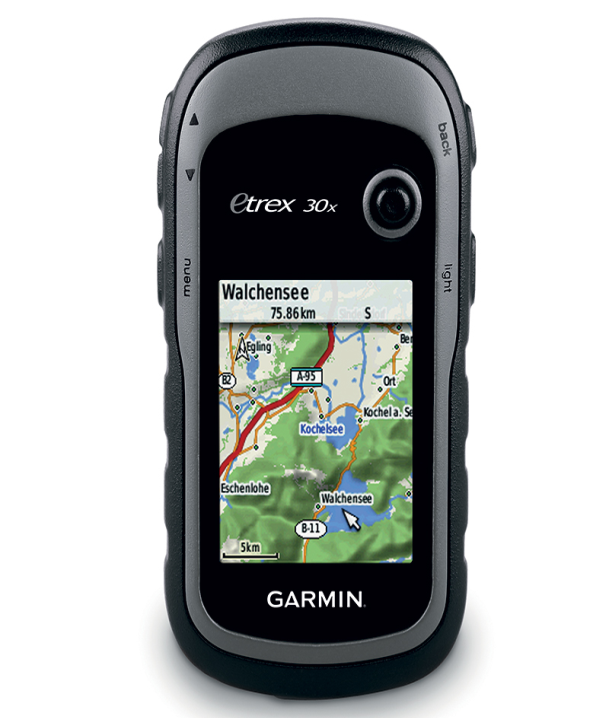 back
etrex 30x
menu
light
Walchensee
75.86km S
Egling
Ber
B2
A-95
Ort
Kochel a. Se
Kochelsee
Eschenlohe
Walchensee
B-11
5km
GARMIN